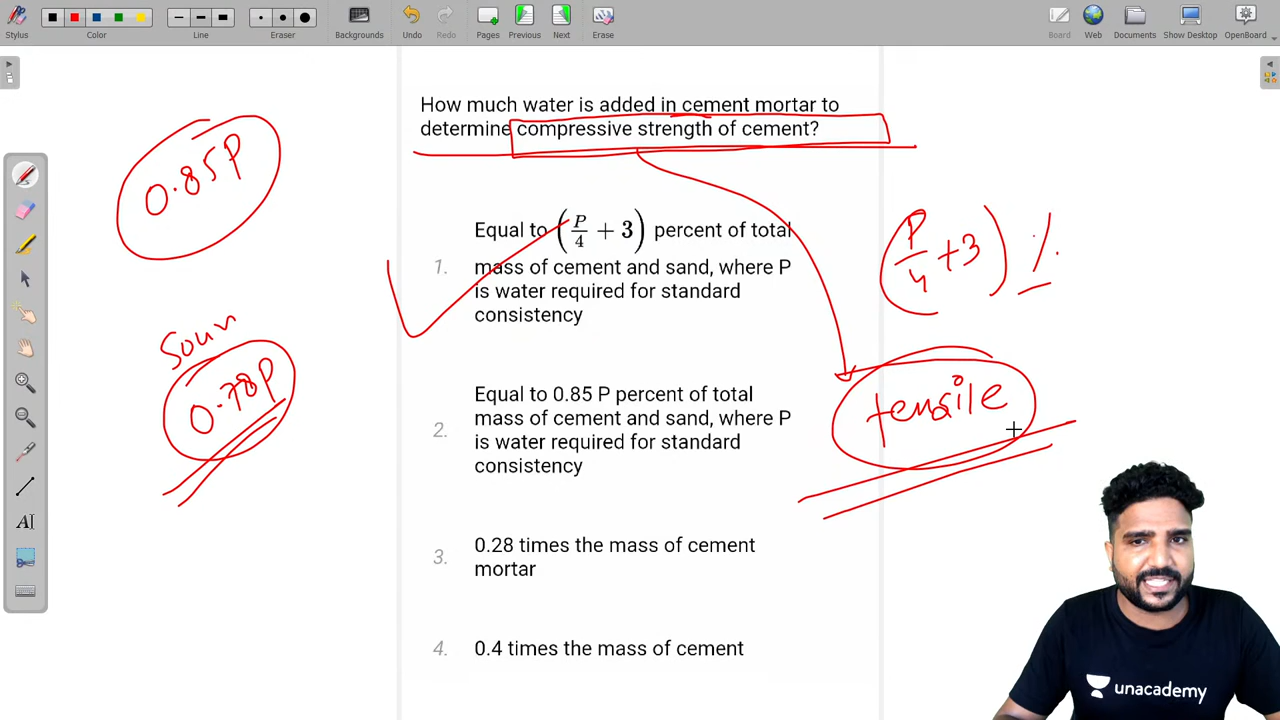 Stylus
Color
Line
Eraser
Backgrounds
Undo
Redo
Pages
Previous
Next
Erase
Board
Web
Documents
Show Desktop
OpenBoard
How much water is added in cement mortar to
determine compressive strength of cement?
1. Equal to (P/4 + 3) percent of total
mass of cement and sand, where P
is water required for standard
consistency
2. Equal to 0.85 P percent of total
mass of cement and sand, where P
is water required for standard
consistency
3. 0.28 times the mass of cement
mortar
4. 0.4 times the mass of cement
0.85P
Soun
0.78P
(P/4+3) %
tensile
unacademy